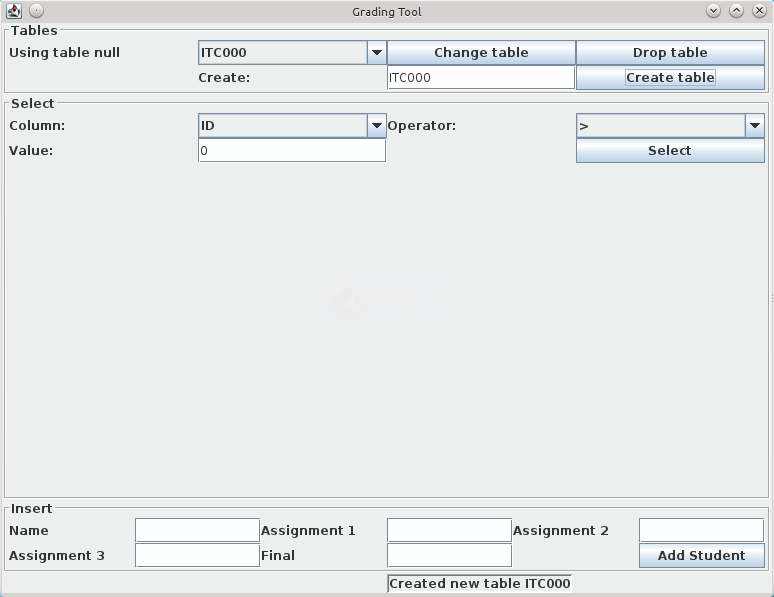 Grading Tool
Tables
Using table null ITC000 Change table Drop table
Create: ITC000 Create table
Select
Column: ID Operator: >
Value: 0 Select
Insert
Name Assignment 1 Assignment 2
Assignment 3 Final Add Student
Created new table ITC000